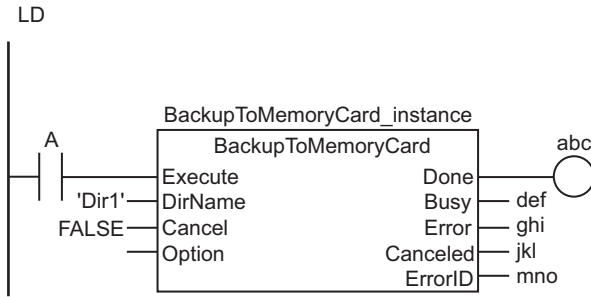 LD
BackupToMemoryCard_instance
A
BackupToMemoryCard
abc
Execute Done
'Dir1' DirName Busy def
FALSE Cancel Error ghi
Option Canceled jkl
ErrorID mno